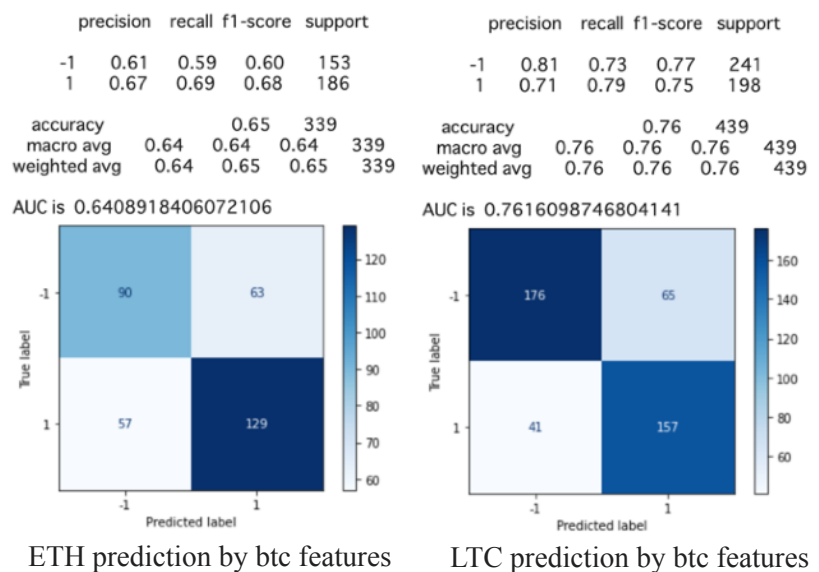 precision recall f1-score support
-1 0.61 0.59 0.60 153
1 0.67 0.69 0.68 186
accuracy 0.65 339
macro avg 0.64 0.64 0.64 339
weighted avg 0.64 0.65 0.65 339
AUC is 0.6408918406072106
-1
90
63
1
57
129
True label
-1
1
Predicted label
120
110
100
90
80
70
60
ETH prediction by btc features
precision recall f1-score support
-1 0.81 0.73 0.77 241
1 0.71 0.79 0.75 198
accuracy 0.76 439
macro avg 0.76 0.76 0.76 439
weighted avg 0.76 0.76 0.76 439
AUC is 0.7616098746804141
-1
176
65
1
41
157
True label
-1
1
Predicted label
160
140
120
100
80
60
LTC prediction by btc features